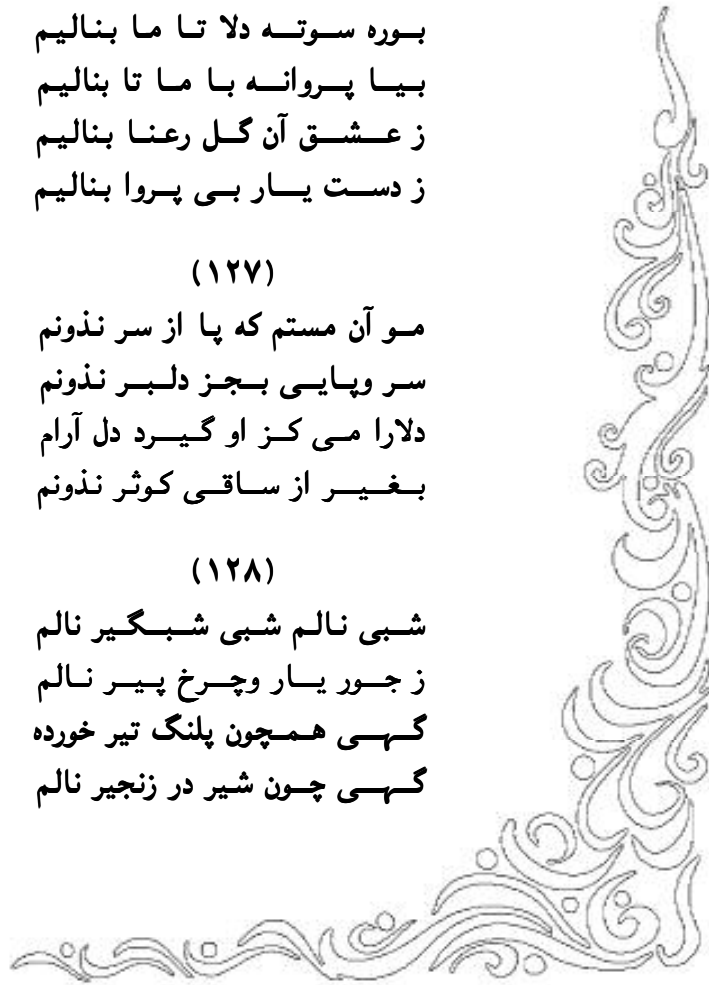 بوره سوته دلا تا ما بنالیم
بیا پروانه با ما تا بنالیم
ز عشق آن گل رعنا بنالیم
ز دست یار بی پروا بنالیم
(۱۲۷)
مو آن مستم که پا از سر نذونم
سر وپایی بجز دلبر نذونم
دلارا می کز او گیرد دل آرام
بغیر از ساقی کوثر نذونم
(۱۲۸)
شبی نالم شبی شبگیر نالم
ز جور یار وچرخ پیر نالم
گهی همچون پلنگ تیر خورده
گهی چون شیر در زنجیر نالم